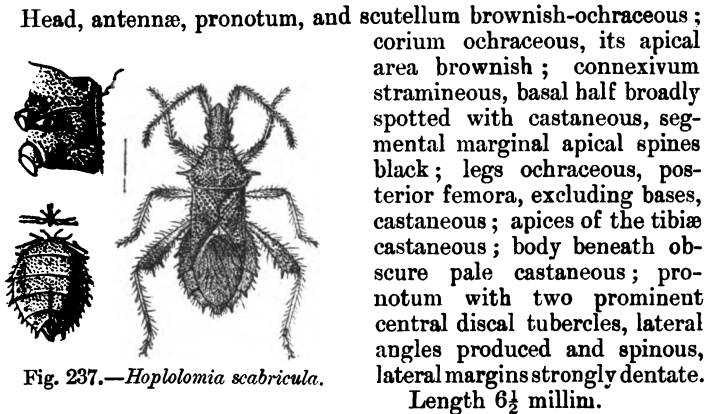 Head, antennæ, pronotum, and scutellum brownish-ochraceous;
corium ochraceous, its apical
area brownish; connexivum
stramineous, basal half broadly
spotted with castaneous, seg-
mental marginal apical spines
black; legs ochraceous, pos-
terior femora, excluding bases,
castaneous; apices of the tibiæ
castaneous; body beneath ob-
scure pale castaneous; pro-
notum with two prominent
central discal tubercles, lateral
angles produced and spinous,
lateral margins strongly dentate.
Length 6½ millim.
Fig. 237.—Hoplolomia scabricula.